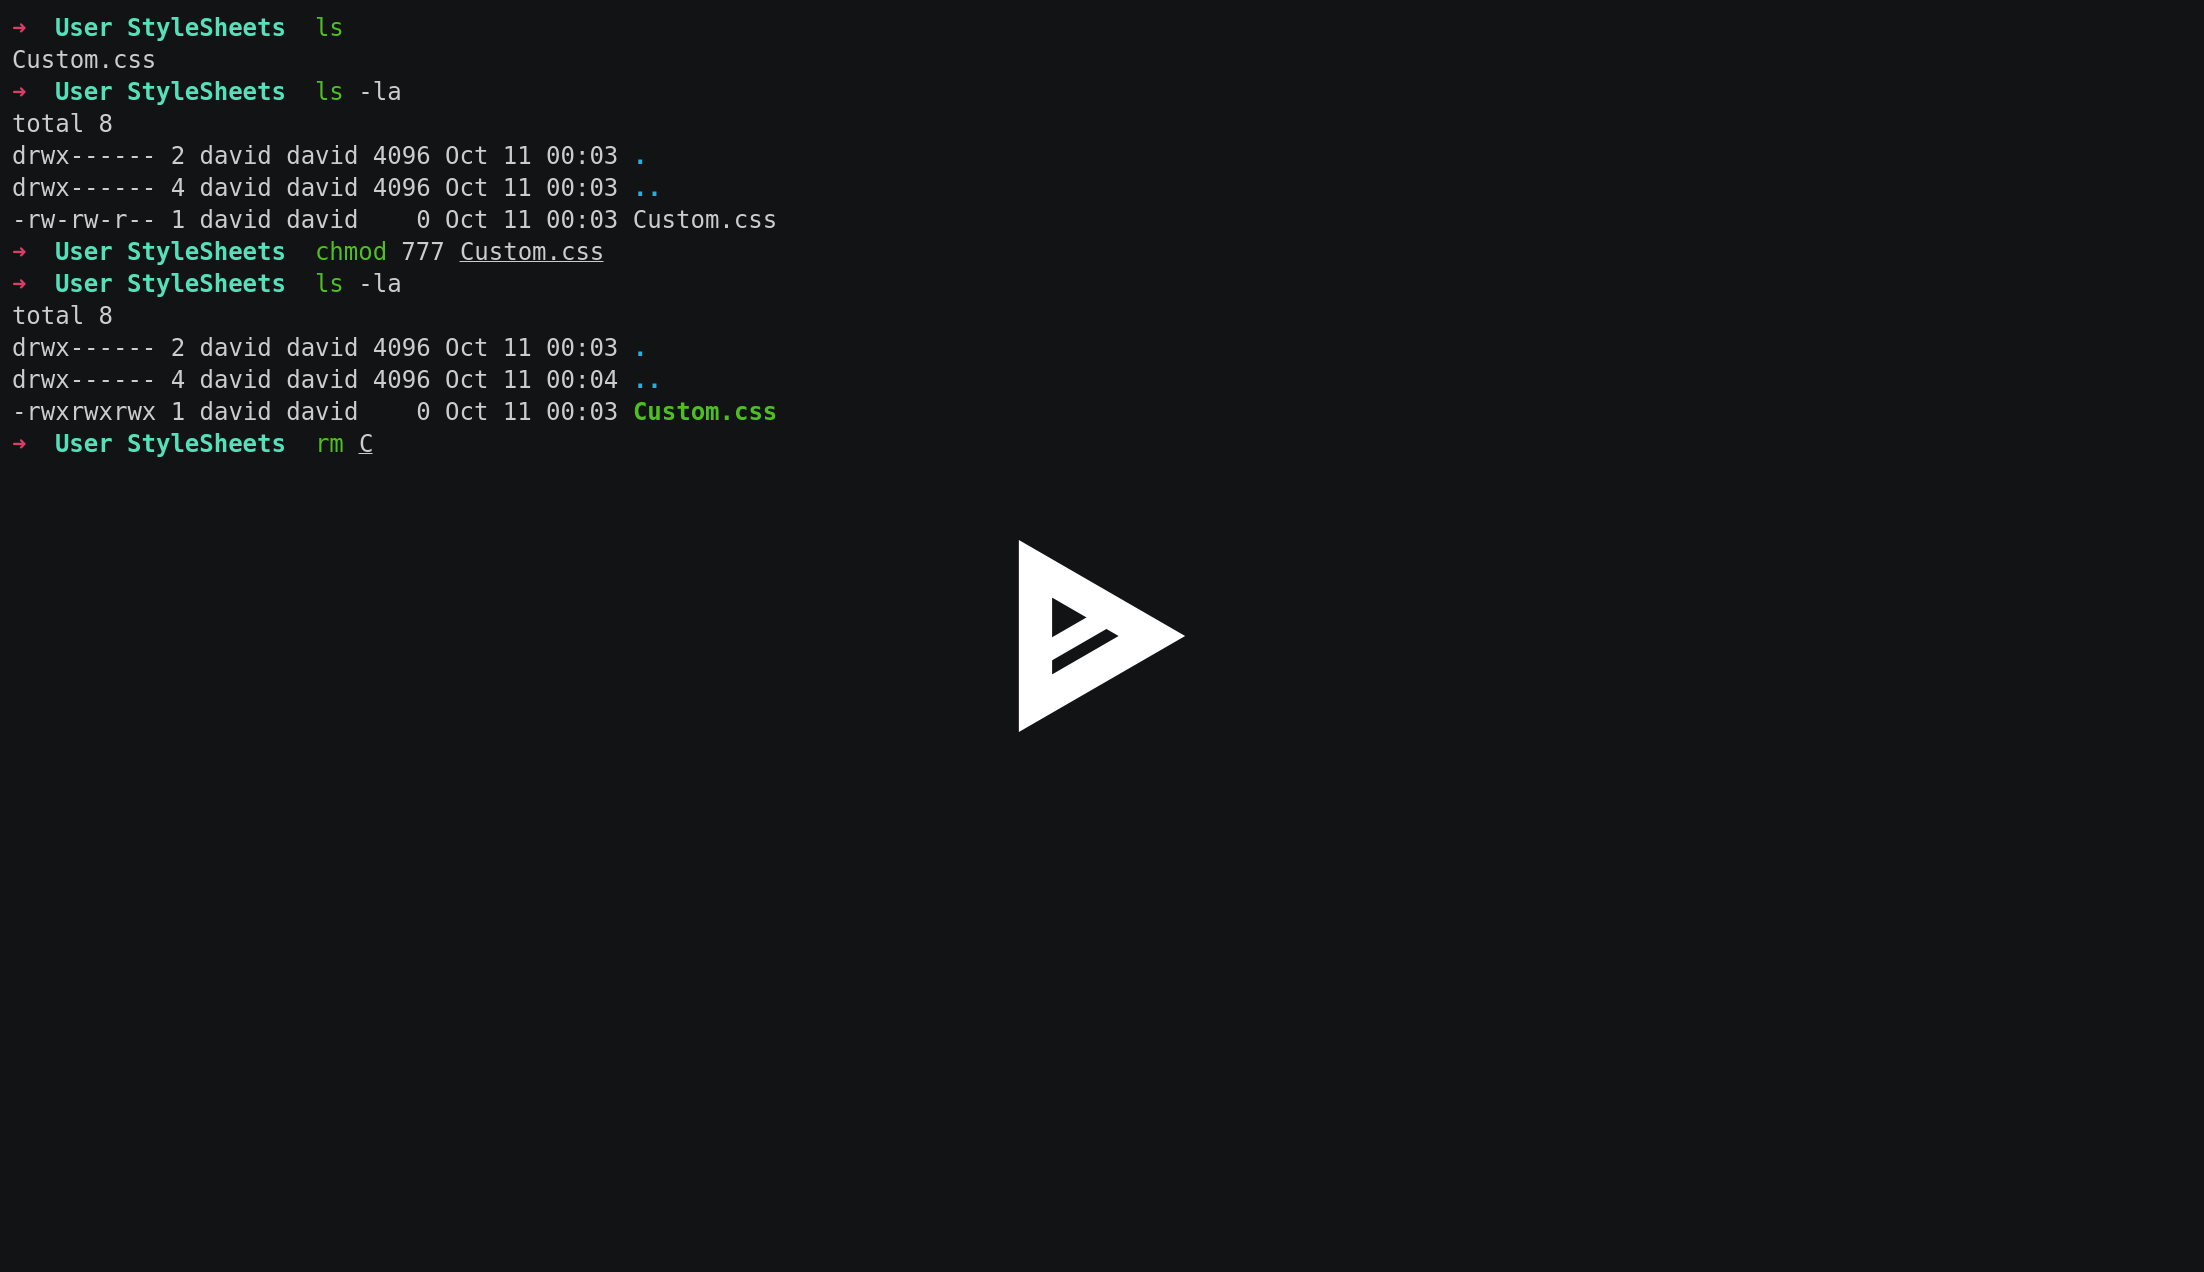 ➜  User StyleSheets  ls
Custom.css
➜  User StyleSheets  ls -la
total 8
drwx------ 2 david david 4096 Oct 11 00:03 .
drwx------ 4 david david 4096 Oct 11 00:03 ..
-rw-rw-r-- 1 david david    0 Oct 11 00:03 Custom.css
➜  User StyleSheets  chmod 777 Custom.css
➜  User StyleSheets  ls -la
total 8
drwx------ 2 david david 4096 Oct 11 00:03 .
drwx------ 4 david david 4096 Oct 11 00:04 ..
-rwxrwxrwx 1 david david    0 Oct 11 00:03 Custom.css
➜  User StyleSheets  rm C